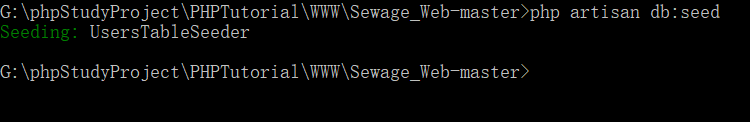 G:\phpStudyProject\PHPTutorial\WWW\Sewage_Web-master>php artisan db:seed
Seeding: UsersTableSeeder
G:\phpStudyProject\PHPTutorial\WWW\Sewage_Web-master>